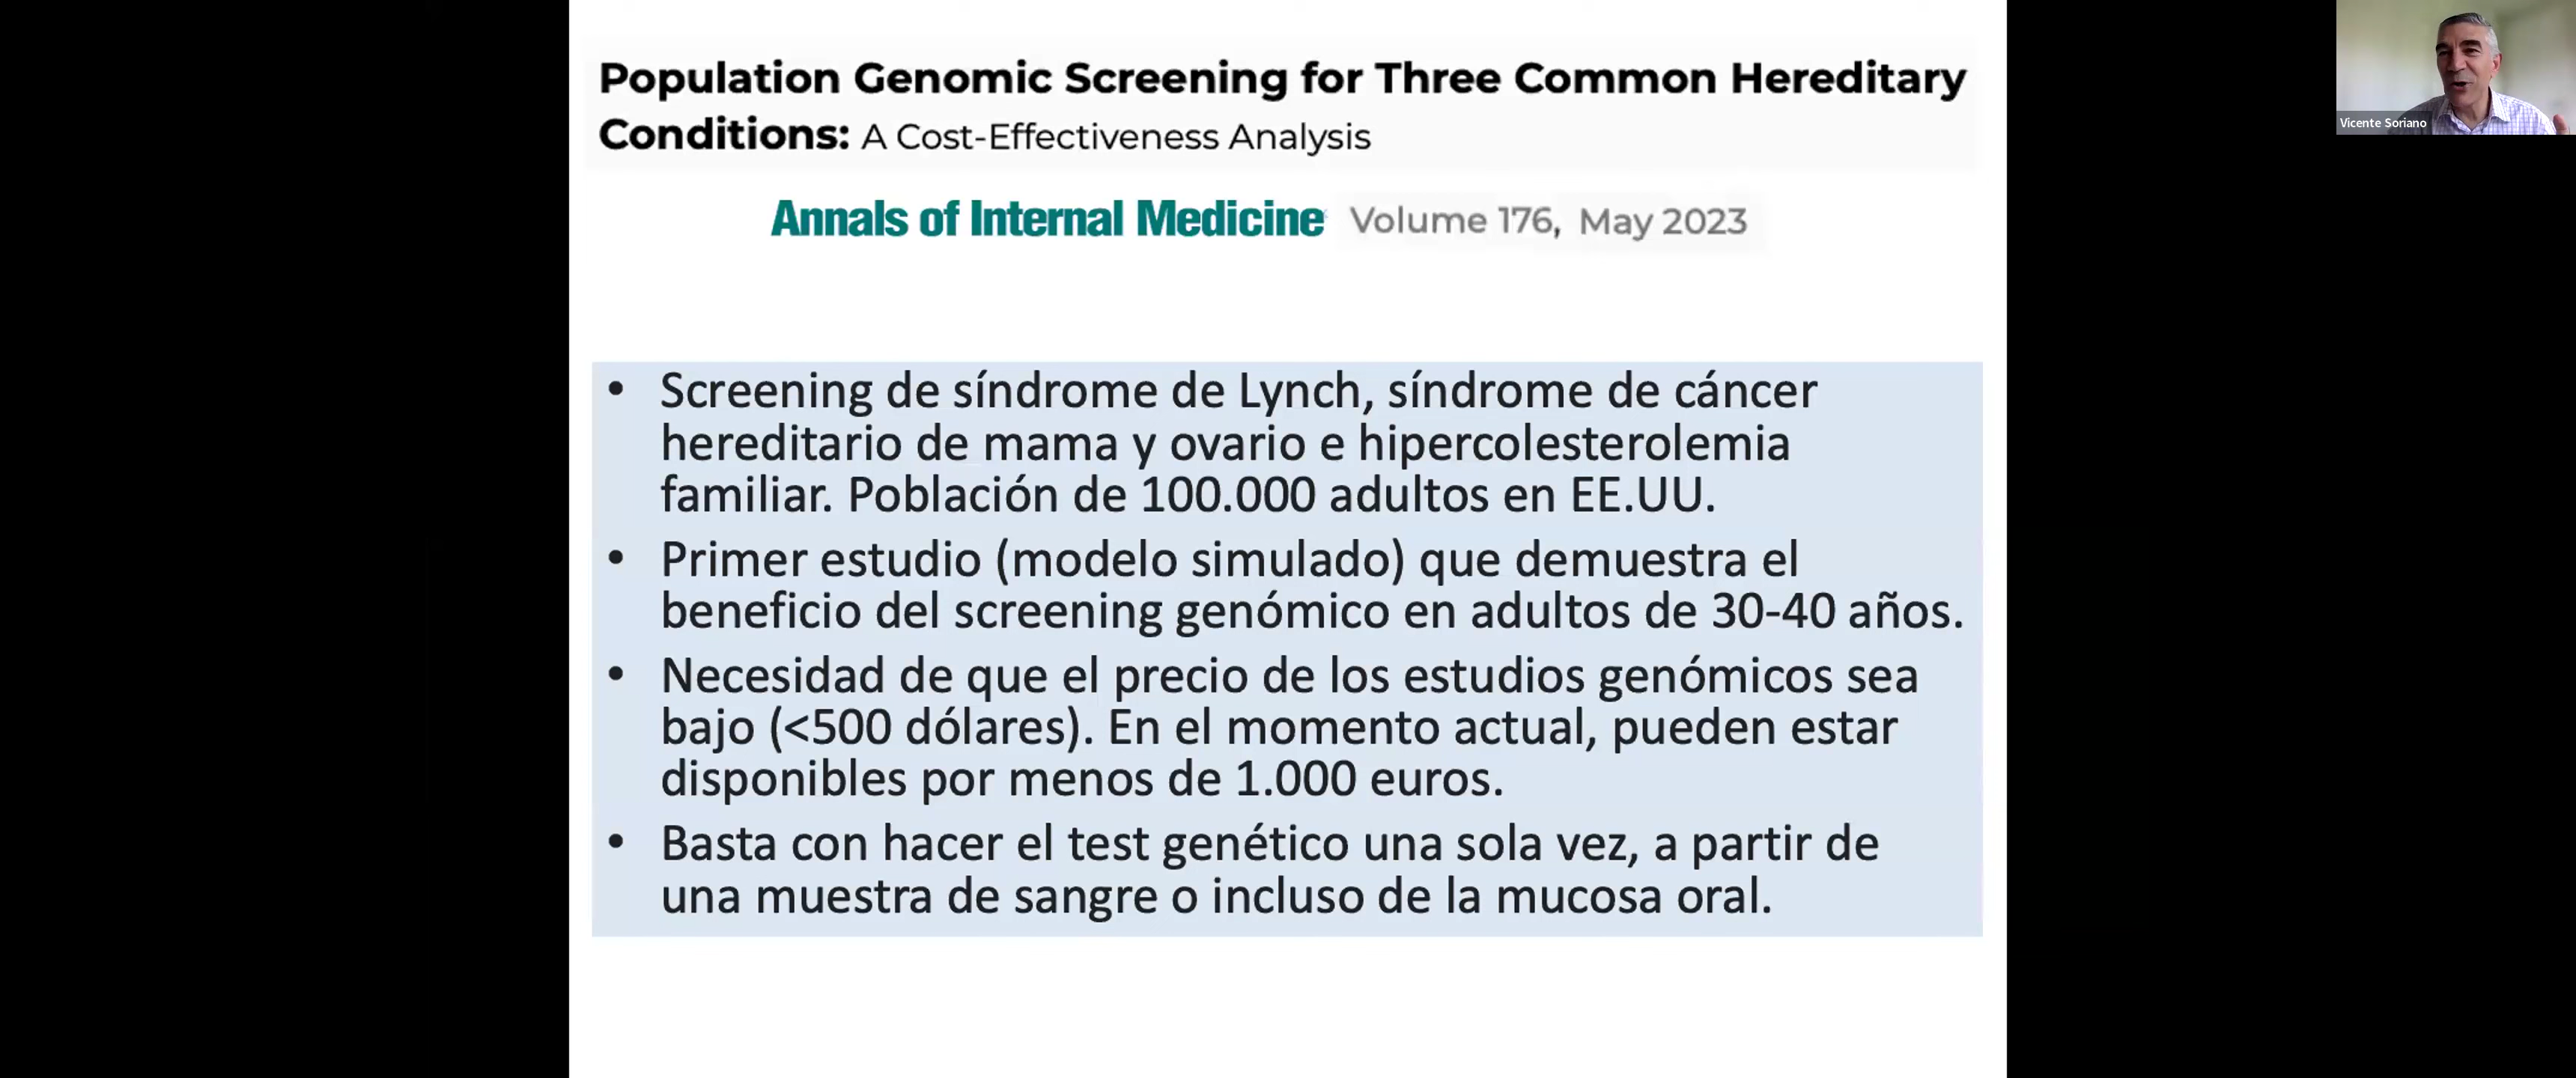 Population Genomic Screening for Three Common Hereditary
Conditions: A Cost-Effectiveness Analysis
Annals of Internal Medicine Volume 176, May 2023
• Screening de síndrome de Lynch, síndrome de cáncer
hereditario de mama y ovario e hipercolesterolemia
familiar. Población de 100.000 adultos en EE.UU.
• Primer estudio (modelo simulado) que demuestra el
beneficio del screening genómico en adultos de 30-40 años.
• Necesidad de que el precio de los estudios genómicos sea
bajo (<500 dólares). En el momento actual, pueden estar
disponibles por menos de 1.000 euros.
• Basta con hacer el test genético una sola vez, a partir de
una muestra de sangre o incluso de la mucosa oral.
Vicente Soriano